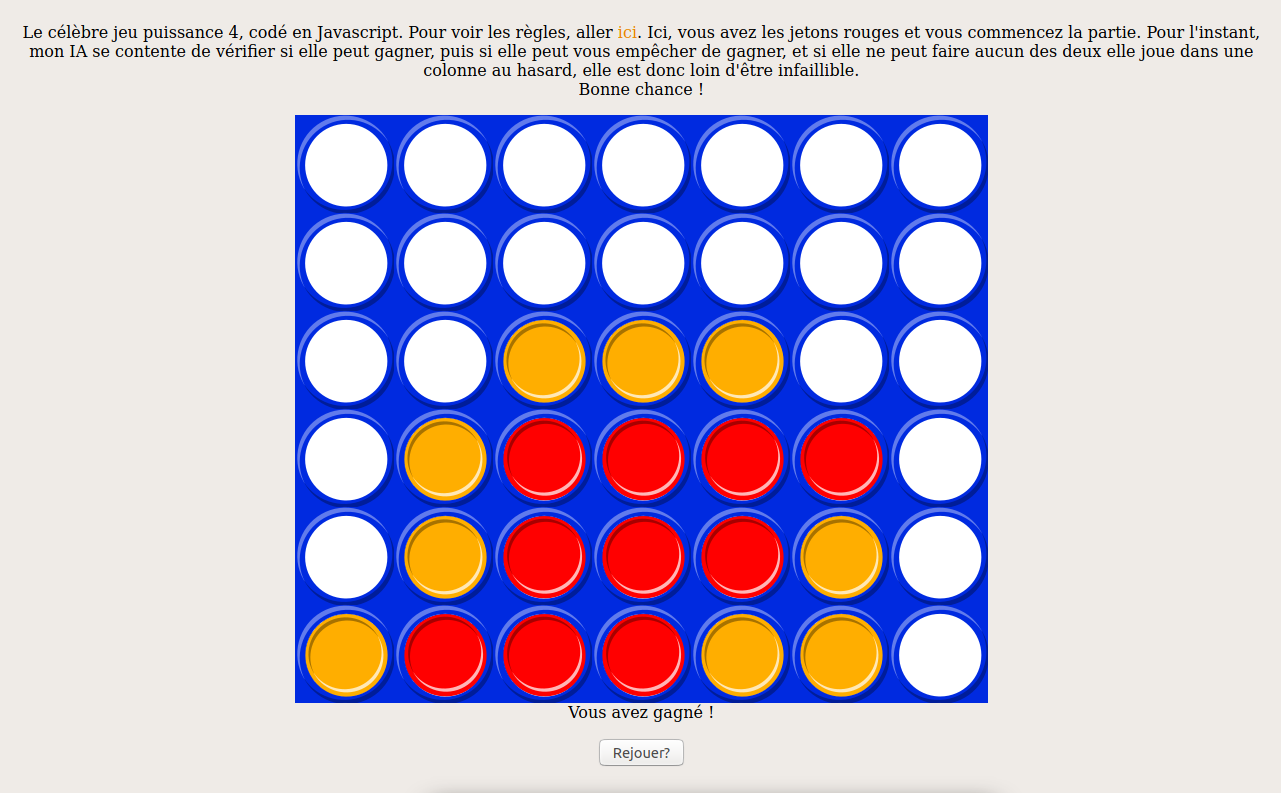 Le célèbre jeu puissance 4, codé en Javascript. Pour voir les règles, aller ici. Ici, vous avez les jetons rouges et vous commencez la partie. Pour l'instant,
mon IA se contente de vérifier si elle peut gagner, puis si elle peut vous empêcher de gagner, et si elle ne peut faire aucun des deux elle joue dans une
colonne au hasard, elle est donc loin d'être infaillible.
Bonne chance !
Vous avez gagné !
Rejouer?